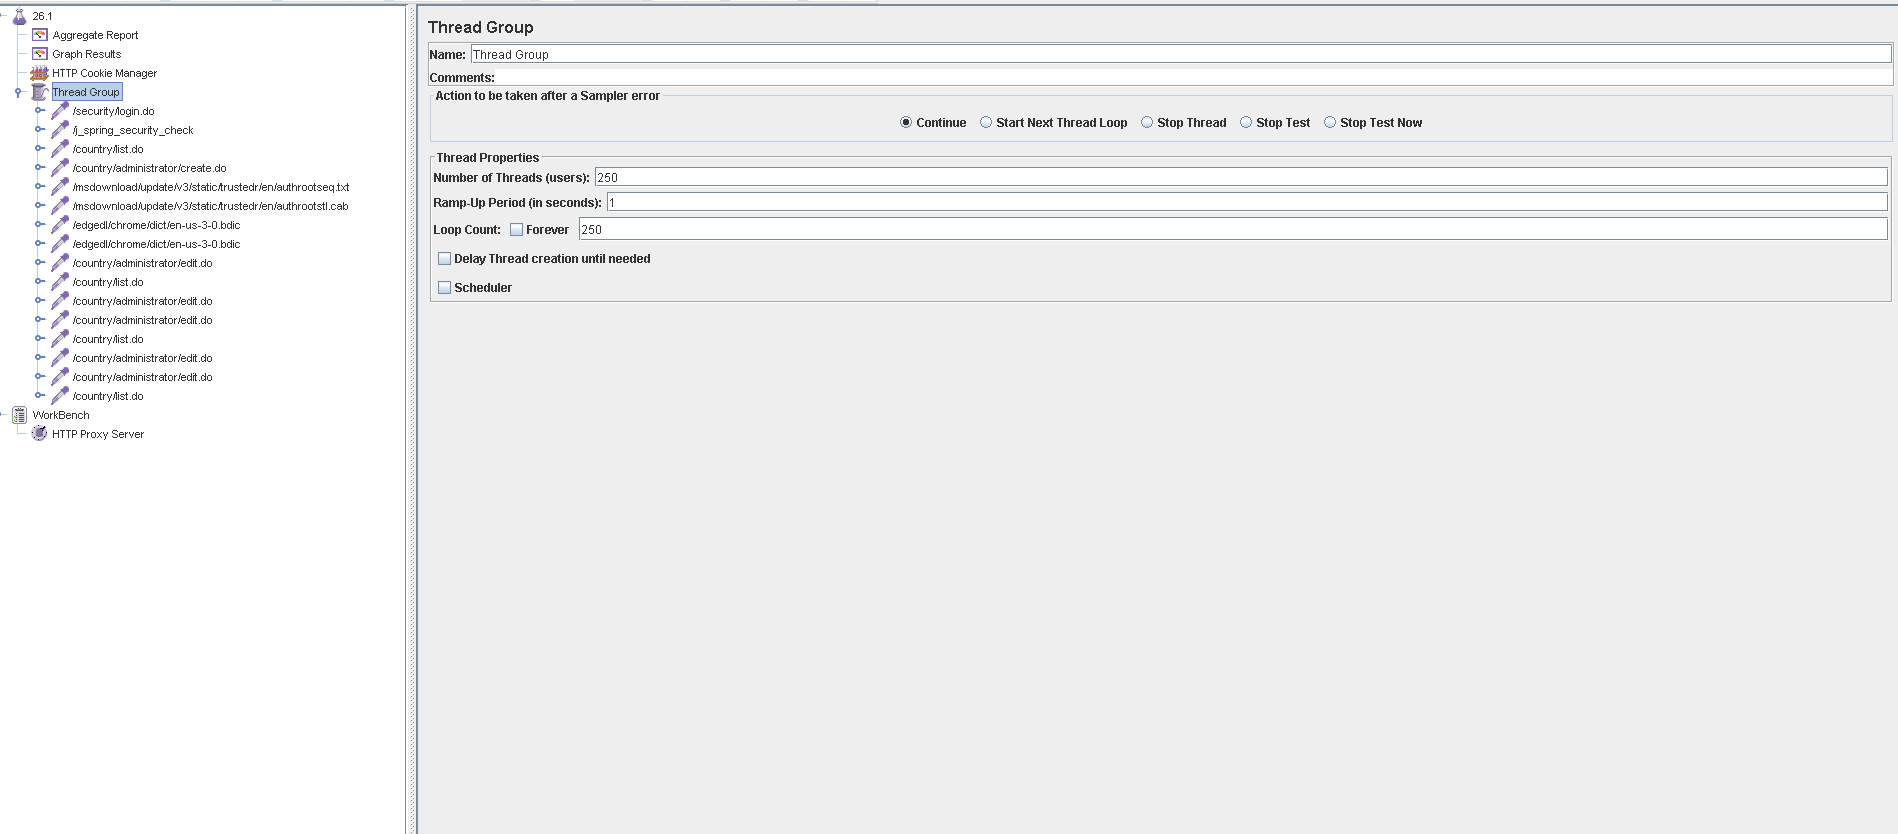 26.1
Aggregate Report
Graph Results
HTTP Cookie Manager
Thread Group
/security/login.do
/j_spring_security_check
/country/list.do
/country/administrator/create.do
/msdownload/update/v3/static/trustedr/en/authrootseq.txt
/msdownload/update/v3/static/trustedr/en/authrootstl.cab
/edgedl/chrome/dict/en-us-3-0.bdic
/edgedl/chrome/dict/en-us-3-0.bdic
/country/administrator/edit.do
/country/list.do
/country/administrator/edit.do
/country/administrator/edit.do
/country/list.do
/country/administrator/edit.do
/country/administrator/edit.do
/country/list.do
WorkBench
HTTP Proxy Server
Thread Group
Name: Thread Group
Comments:
Action to be taken after a Sampler error
Continue Start Next Thread Loop Stop Thread Stop Test Stop Test Now
Thread Properties
Number of Threads (users): 250
Ramp-Up Period (in seconds): 1
Loop Count: Forever 250
Delay Thread creation until needed
Scheduler